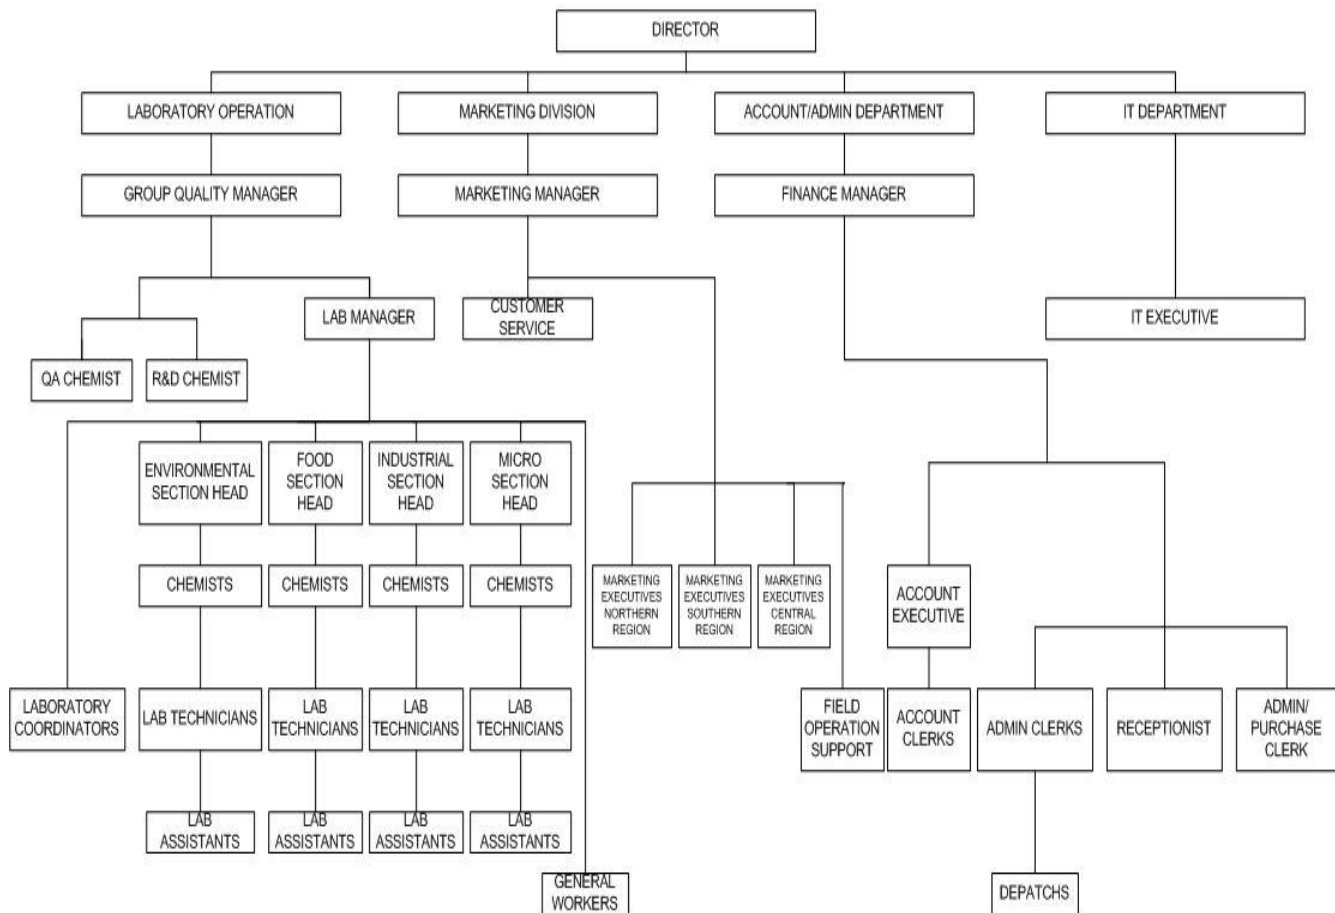 DIRECTOR
LABORATORY OPERATION
MARKETING DIVISION
ACCOUNT/ADMIN DEPARTMENT
IT DEPARTMENT
GROUP QUALITY MANAGER
MARKETING MANAGER
FINANCE MANAGER
LAB MANAGER
CUSTOMER
SERVICE
IT EXECUTIVE
QA CHEMIST
R&D CHEMIST
ENVIRONMENTAL
SECTION HEAD
FOOD
SECTION
HEAD
INDUSTRIAL
SECTION
HEAD
MICRO
SECTION
HEAD
CHEMISTS
CHEMISTS
CHEMISTS
CHEMISTS
MARKETING
EXECUTIVES
NORTHERN
REGION
MARKETING
EXECUTIVES
SOUTHERN
REGION
MARKETING
EXECUTIVES
CENTRAL
REGION
ACCOUNT
EXECUTIVE
LABORATORY
COORDINATORS
LAB TECHNICIANS
LAB
TECHNICIANS
LAB
TECHNICIANS
LAB
TECHNICIANS
FIELD
OPERATION
SUPPORT
ACCOUNT
CLERKS
ADMIN CLERKS
RECEPTIONIST
ADMIN/
PURCHASE
CLERK
LAB
ASSISTANTS
LAB
ASSISTANTS
LAB
ASSISTANTS
LAB
ASSISTANTS
GENERAL
WORKERS
DEPATCHS